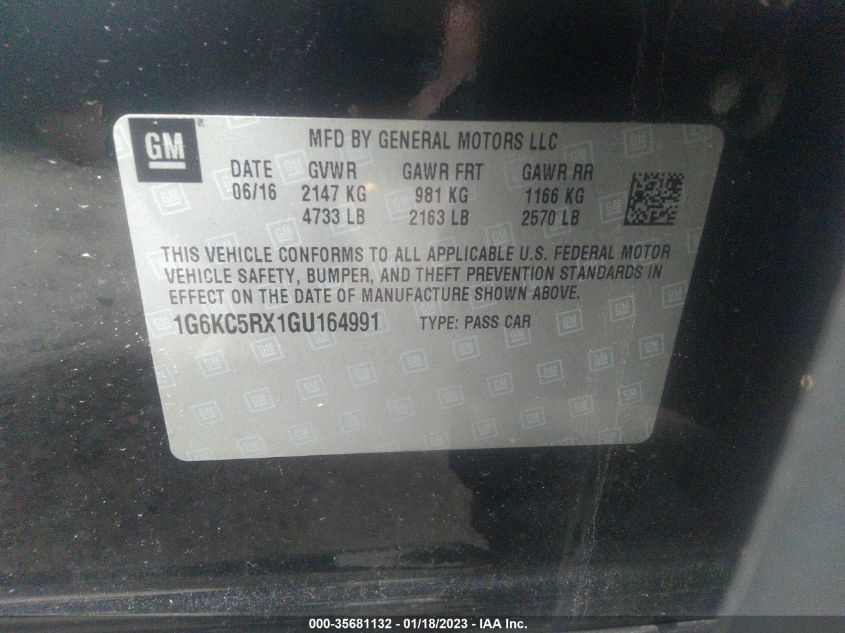 GM®
MFD BY GENERAL MOTORS LLC
DATE GVWR GAWR FRT GAWR RR
06/16 2147 KG 981 KG 1166 KG
4733 LB 2163 LB 2570 LB
THIS VEHICLE CONFORMS TO ALL APPLICABLE U.S. FEDERAL MOTOR
VEHICLE SAFETY, BUMPER, AND THEFT PREVENTION STANDARDS IN
EFFECT ON THE DATE OF MANUFACTURE SHOWN ABOVE.
1G6KC5RX1GU164991 TYPE: PASS CAR
000-35681132 - 01/18/2023 - IAA Inc.